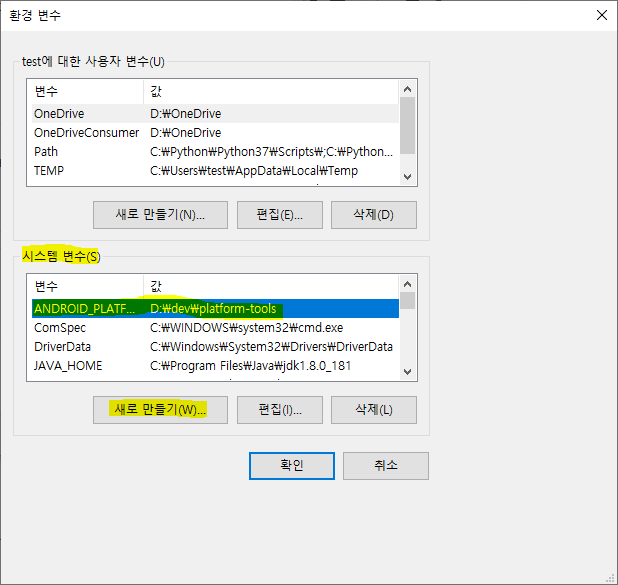 환경 변수
test에 대한 사용자 변수(U)
변수 값
OneDrive D:₩OneDrive
OneDriveConsumer D:₩OneDrive
Path C:₩Python₩Python37₩Scripts₩;C:₩Python...
TEMP C:₩Users₩test₩AppData₩Local₩Temp
새로 만들기(N)... 편집(E)... 삭제(D)
시스템 변수(S)
변수 값
ANDROID_PLATF... D:₩dev₩platform-tools
ComSpec C:₩WINDOWS₩system32₩cmd.exe
DriverData C:₩Windows₩System32₩Drivers₩DriverData
JAVA_HOME C:₩Program Files₩Java₩jdk1.8.0_181
새로 만들기(W)... 편집(I)... 삭제(L)
확인 취소